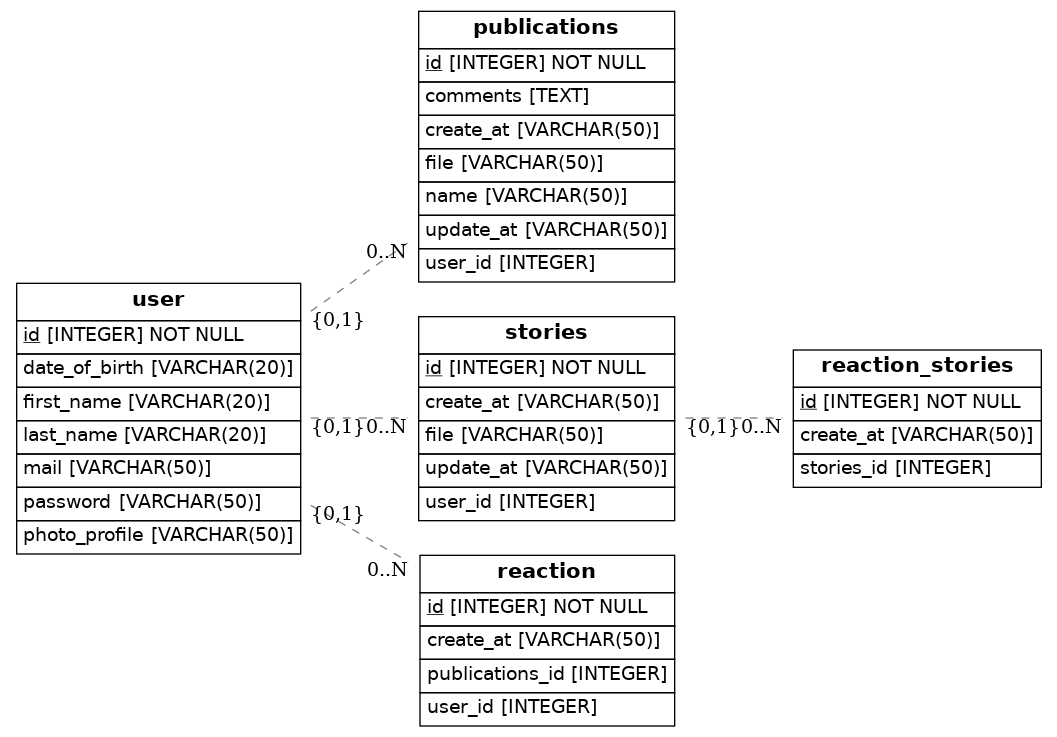 publications
id [INTEGER] NOT NULL
comments [TEXT]
create_at [VARCHAR(50)]
file [VARCHAR(50)]
name [VARCHAR(50)]
update_at [VARCHAR(50)]
user_id [INTEGER]
0..N
{0,1}
user
id [INTEGER] NOT NULL
date_of_birth [VARCHAR(20)]
first_name [VARCHAR(20)]
last_name [VARCHAR(20)]
mail [VARCHAR(50)]
password [VARCHAR(50)]
photo_profile [VARCHAR(50)]
{0,1} 0..N
stories
id [INTEGER] NOT NULL
create_at [VARCHAR(50)]
file [VARCHAR(50)]
update_at [VARCHAR(50)]
user_id [INTEGER]
{0,1} 0..N
reaction_stories
id [INTEGER] NOT NULL
create_at [VARCHAR(50)]
stories_id [INTEGER]
{0,1}
0..N
reaction
id [INTEGER] NOT NULL
create_at [VARCHAR(50)]
publications_id [INTEGER]
user_id [INTEGER]